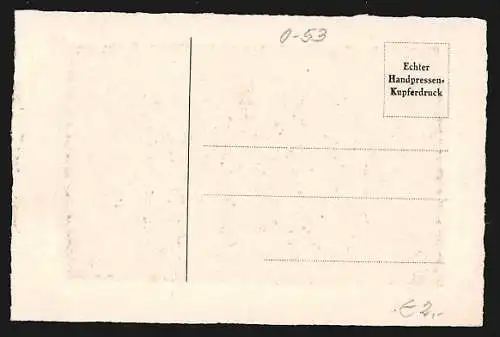 0-53
Echter
Handpressen-
Kupferdruck
€ 2,-